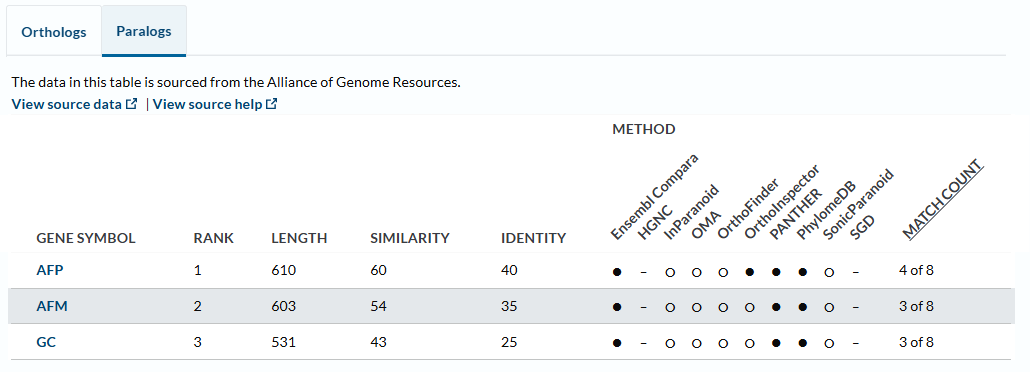 Orthologs Paralogs
The data in this table is sourced from the Alliance of Genome Resources.
View source data | View source help
METHOD
GENE SYMBOL RANK LENGTH SIMILARITY IDENTITY Ensembl Compara HGNC InParanoid OMA OrthoFinder OrthoInspector PANTHER PhylomeDB SonicParanoid SGD MATCH COUNT
AFP 1 610 60 40 ● – ○ ○ ○ ● ● ● ○ – 4 of 8
AFM 2 603 54 35 ● – ○ ○ ○ ○ ● ● ○ – 3 of 8
GC 3 531 43 25 ● – ○ ○ ○ ○ ● ● ○ – 3 of 8